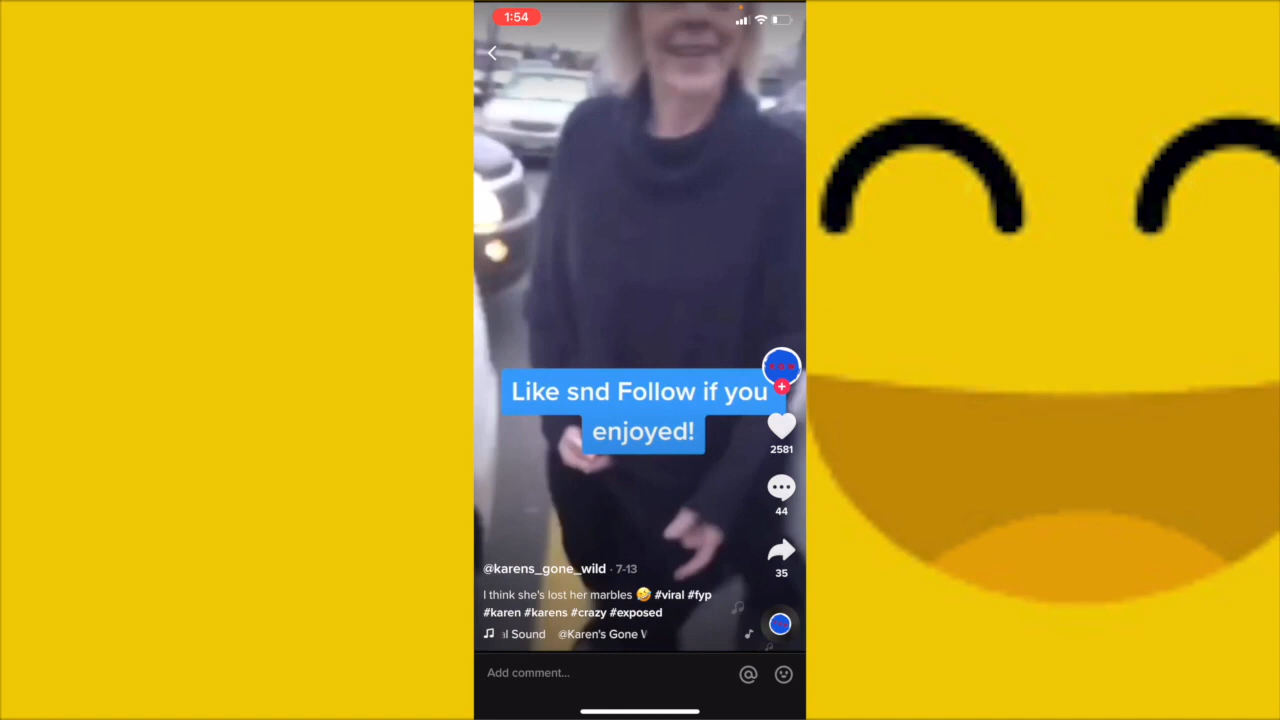 1:54
Like snd Follow if you
enjoyed!
2581
44
35
@karens_gone_wild · 7-13
I think she's lost her marbles 🤣 #viral #fyp
#karen #karens #crazy #exposed
Sound @Karen's Gone
Add comment...